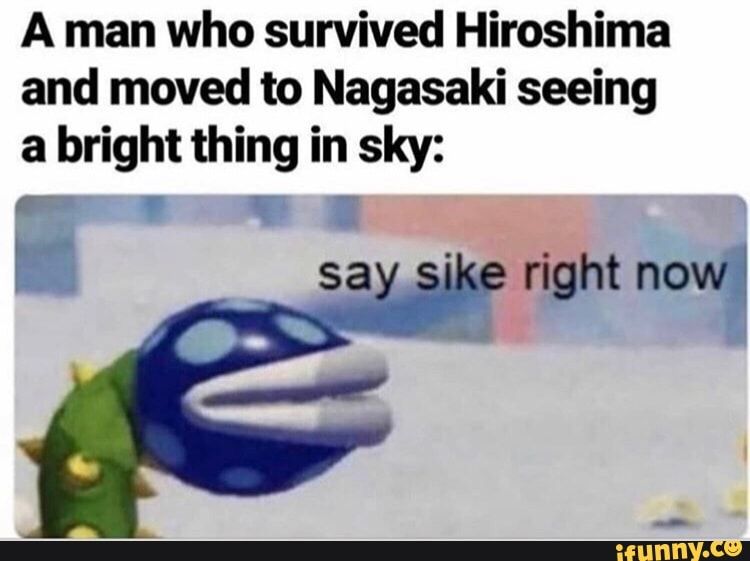 A man who survived Hiroshima
and moved to Nagasaki seeing
a bright thing in sky:
say sike right now
ifunny.co